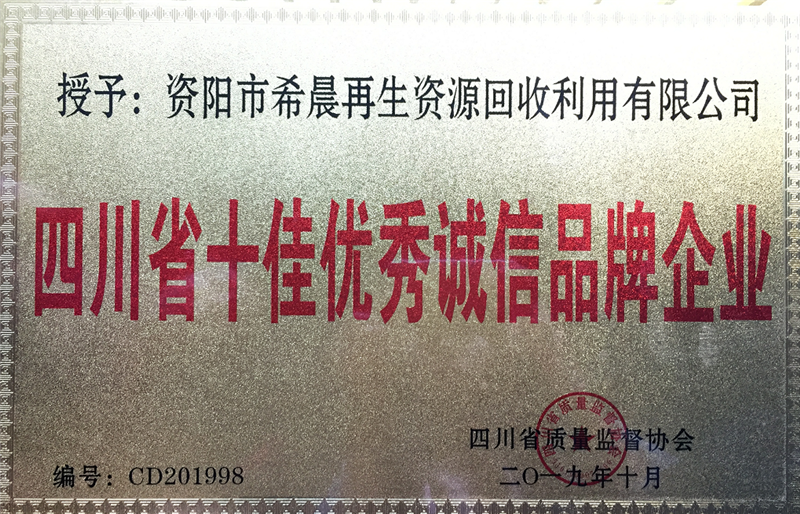 授予：资阳市希晨再生资源回收利用有限公司
四川省十佳优秀诚信品牌企业
四川省质量监督协会
编号：CD201998
二〇一九年十月